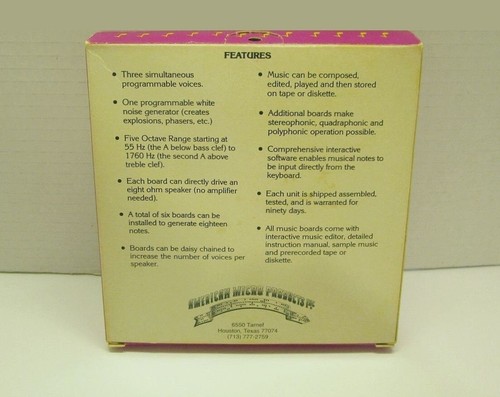 FEATURES
• Three simultaneous
programmable voices.
• One programmable white
noise generator (creates
explosions, phasers, etc.)
• Five Octave Range starting at
55 Hz (the A below bass clef) to
1760 Hz (the second A above
treble clef).
• Each board can directly drive an
eight ohm speaker (no amplifier
needed).
• A total of six boards can be
installed to generate eighteen
notes.
• Boards can be daisy chained to
increase the number of voices per
speaker.
• Music can be composed,
edited, played and then stored
on tape or diskette.
• Additional boards make
stereophonic, quadraphonic and
polyphonic operation possible.
• Comprehensive interactive
software enables musical notes to
be input directly from the
keyboard.
• Each unit is shipped assembled,
tested, and is warranted for
ninety days.
• All music boards come with
interactive music editor, detailed
instruction manual, sample music
and prerecorded tape or
diskette.
AMERICAN MICRO PRODUCTS
Houston, Texas 77074
(713) 777-2759